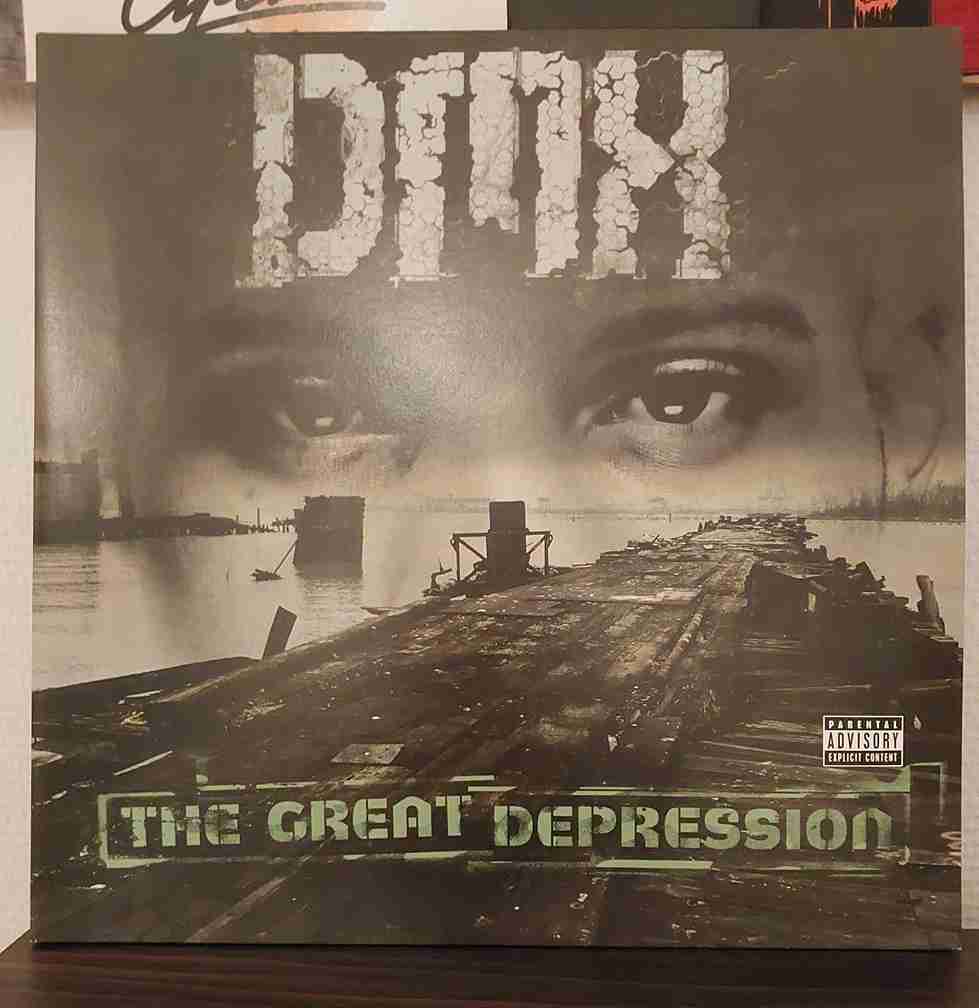 DMX
PARENTAL
ADVISORY
EXPLICIT CONTENT
THE GREAT DEPRESSION